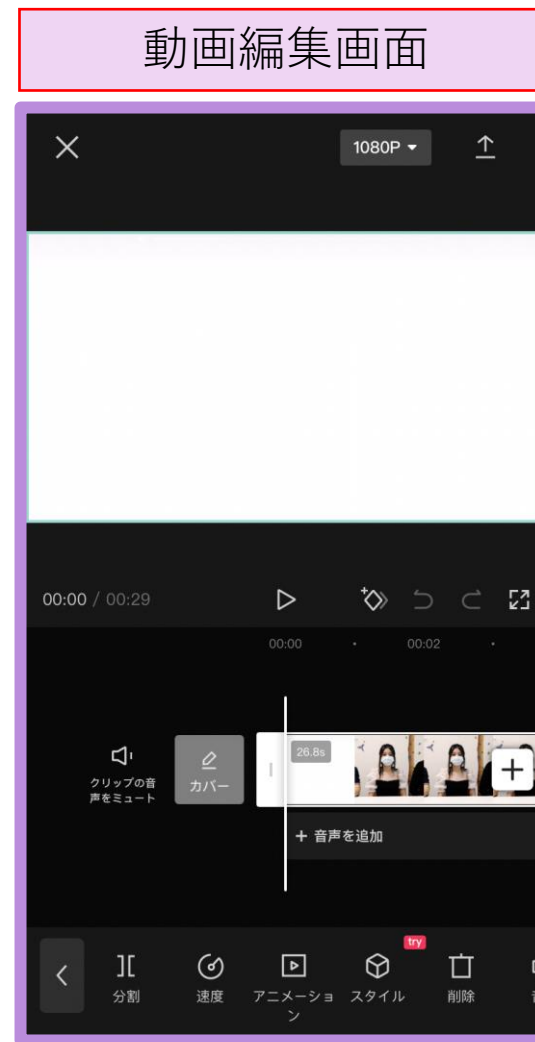 動画編集画面
1080P
00:00 / 00:29
00:00
00:02
26.8s
クリップの音
声をミュート
カバー
+ 音声を追加
try
分割
速度
アニメーショ
ン
スタイル
削除